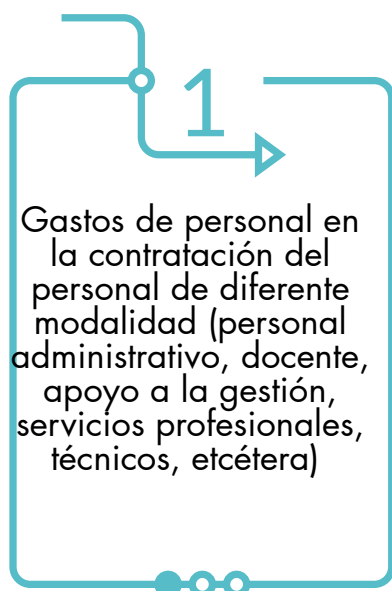 1
Gastos de personal en
la contratación del
personal de diferente
modalidad (personal
administrativo, docente,
apoyo a la gestión,
servicios profesionales,
técnicos, etcétera)